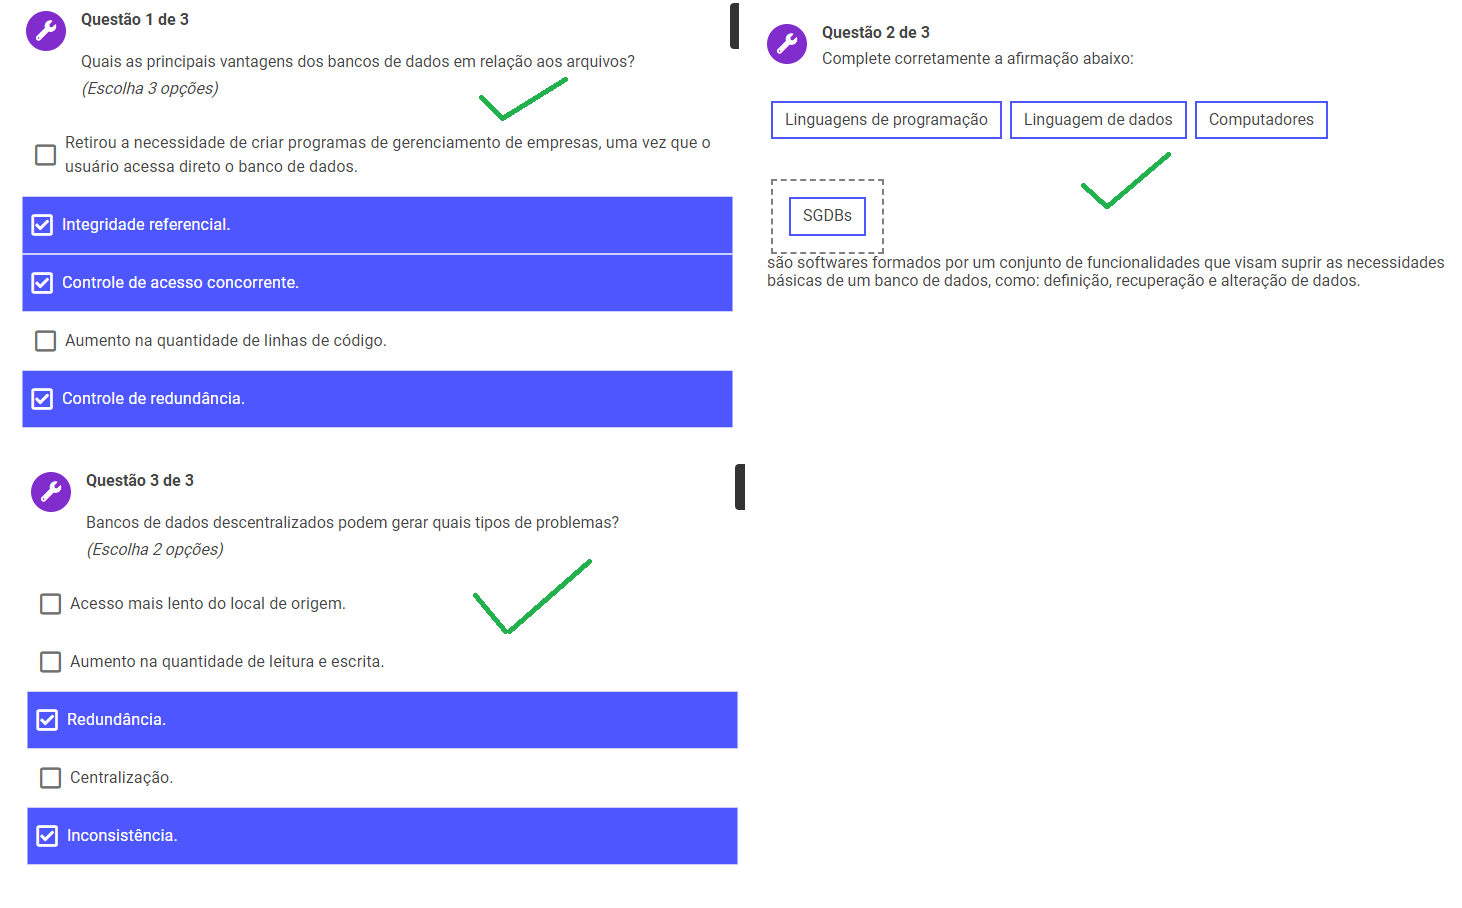 Questão 1 de 3
Quais as principais vantagens dos bancos de dados em relação aos arquivos?
(Escolha 3 opções)
Retirou a necessidade de criar programas de gerenciamento de empresas, uma vez que o
usuário acessa direto o banco de dados.
Integridade referencial.
Controle de acesso concorrente.
Aumento na quantidade de linhas de código.
Controle de redundância.
Questão 2 de 3
Complete corretamente a afirmação abaixo:
Linguagens de programação Linguagem de dados Computadores
SGDBs
são softwares formados por um conjunto de funcionalidades que visam suprir as necessidades
básicas de um banco de dados, como: definição, recuperação e alteração de dados.
Questão 3 de 3
Bancos de dados descentralizados podem gerar quais tipos de problemas?
(Escolha 2 opções)
Acesso mais lento do local de origem.
Aumento na quantidade de leitura e escrita.
Redundância.
Centralização.
Inconsistência.